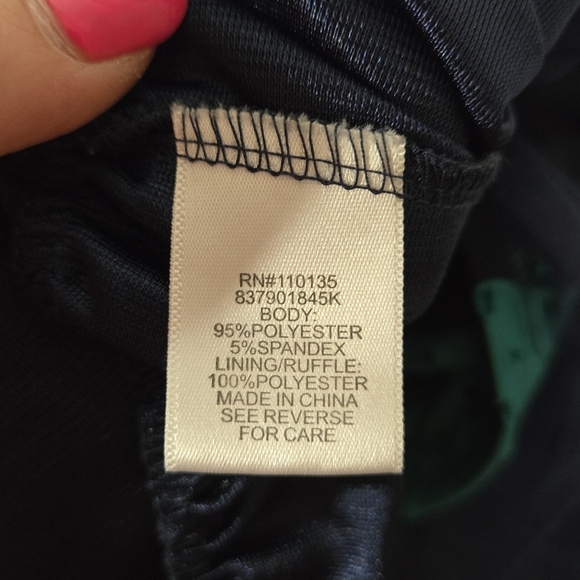 RN#110135
837901845K
BODY:
95%POLYESTER
5%SPANDEX
LINING/RUFFLE:
100%POLYESTER
MADE IN CHINA
SEE REVERSE
FOR CARE